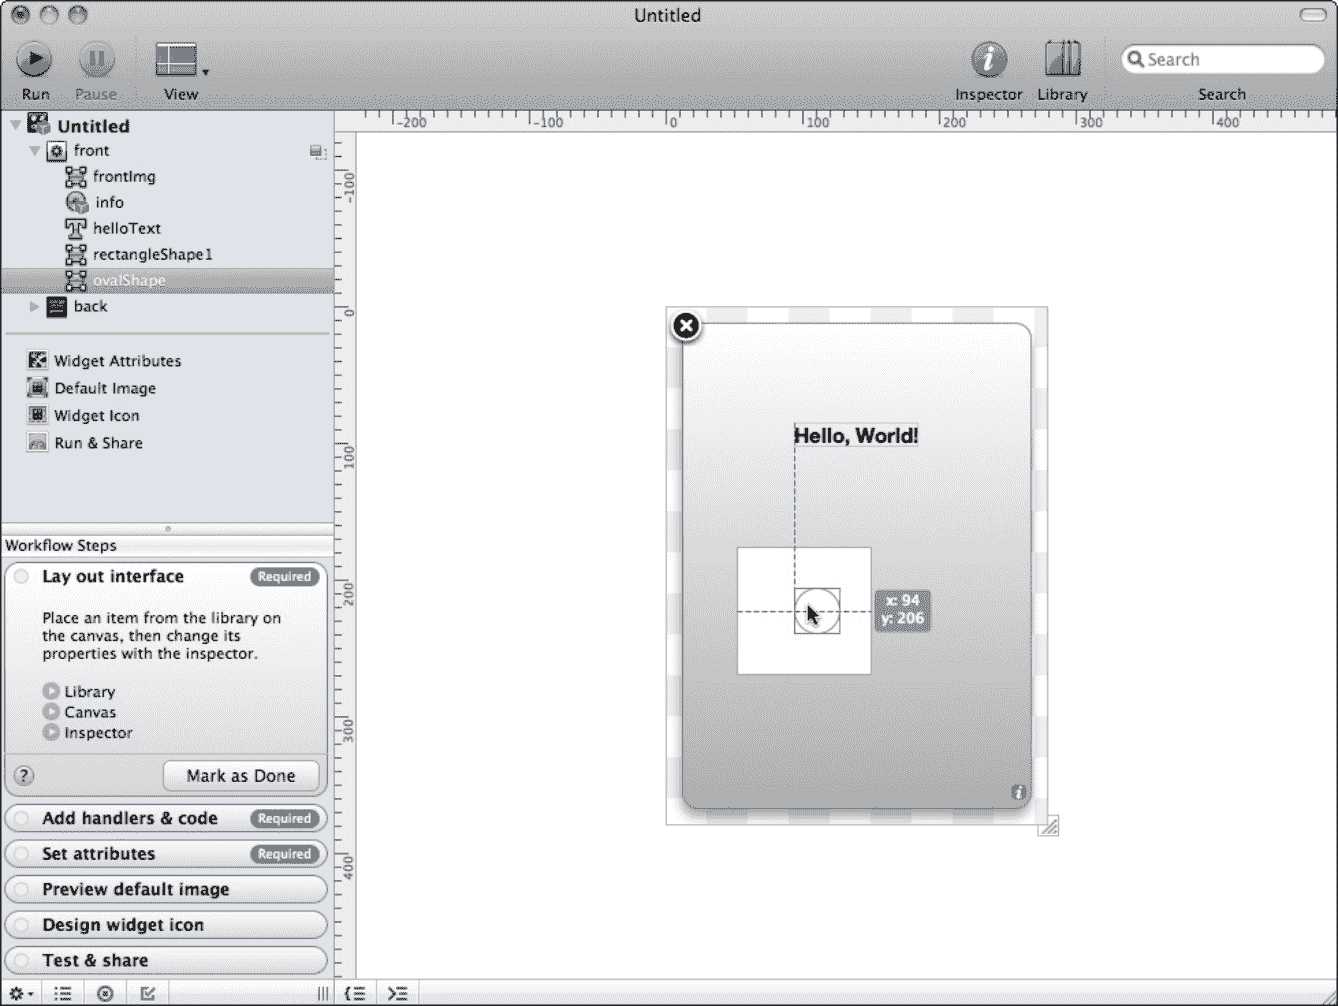 Untitled
Run
Pause
View
Inspector
Library
Search
Search
-200
-100
0
100
200
300
400
Untitled
front
frontImg
info
helloText
rectangleShape1
ovalShape
back
Widget Attributes
Default Image
Widget Icon
Run & Share
-100
0
100
200
300
400
Hello, World!
x: 94
y: 206
Workflow Steps
Lay out interface
Required
Place an item from the library on
the canvas, then change its
properties with the inspector.
Library
Canvas
Inspector
?
Mark as Done
Add handlers & code
Required
Set attributes
Required
Preview default image
Design widget icon
Test & share